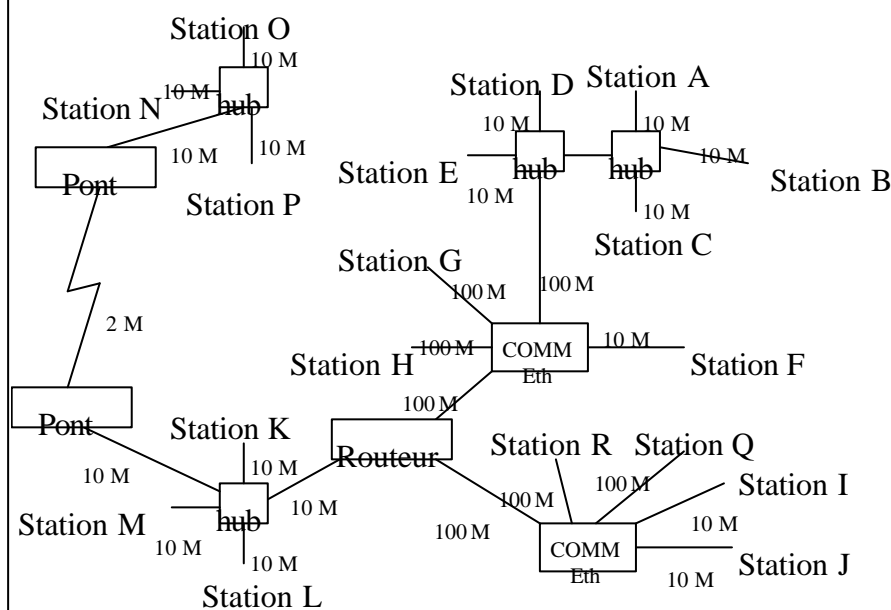 Station O
10 M
10 M
Station N
hub
10 M
10 M
Pont
Station P
2 M
Pont
10 M
Station K
10 M
Station M
hub
10 M
10 M
10 M
Station L
Station D
Station A
10 M
10 M
Station E
hub
hub
10 M
10 M
Station B
10 M
Station C
Station G
100 M
100 M
Station H
100 M
COMM
Eth
10 M
Station F
100 M
Routeur
Station R
Station Q
100 M
100 M
Station I
100 M
10 M
COMM
Eth
10 M
Station J